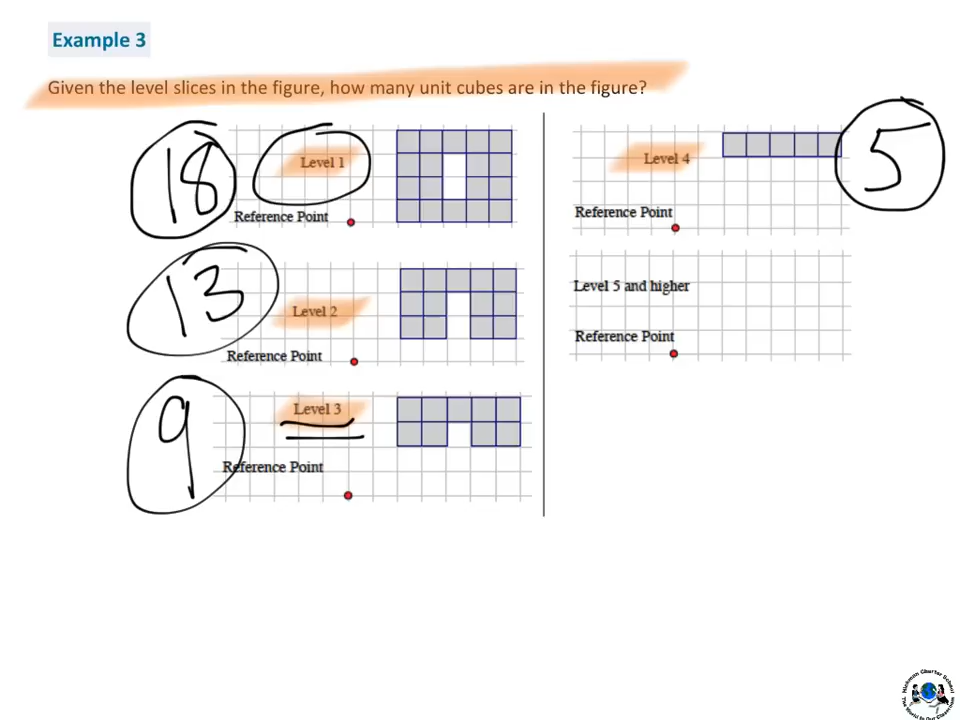 Example 3
Given the level slices in the figure, how many unit cubes are in the figure?
18
Level 1
Reference Point
13
Level 2
Reference Point
9
Level 3
Reference Point
Level 4
5
Reference Point
Level 5 and higher
Reference Point